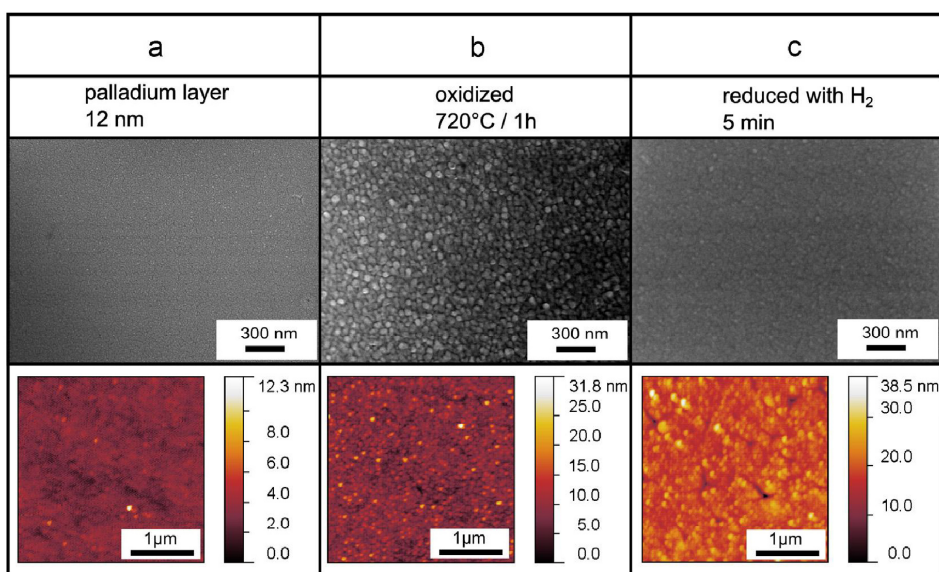 a
b
c
palladium layer
12 nm
oxidized
720°C / 1h
reduced with H₂
5 min
300 nm
300 nm
300 nm
12.3 nm
8.0
6.0
4.0
2.0
0.0
1µm
31.8 nm
25.0
20.0
15.0
10.0
5.0
0.0
1µm
38.5 nm
30.0
20.0
10.0
0.0
1µm